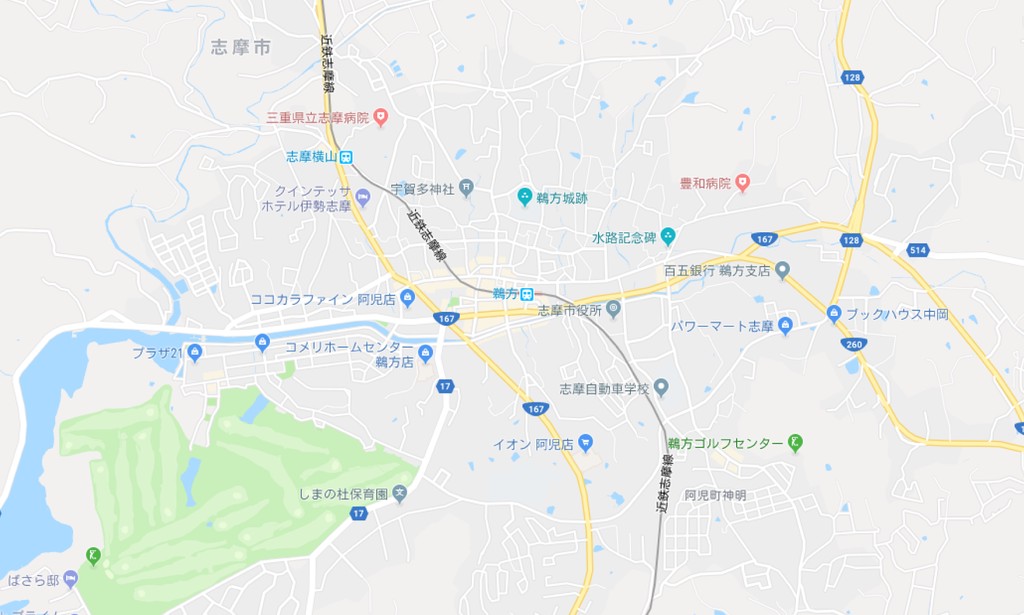 志摩市
近鉄志摩線
128
三重県立志摩病院
志摩横山
豊和病院
クインテッサ
ホテル伊勢志摩
宇賀多神社
鵜方城跡
近鉄志摩線
水路記念碑
167
128
514
百五銀行 鵜方支店
ココカラファイン 阿児店
鵜方
志摩市役所
167
パワーマート志摩
ブックハウス中岡
260
プラザ21
コメリホームセンター
鵜方店
17
志摩自動車学校
167
イオン 阿児店
鵜方ゴルフセンター
近鉄志摩線
しまの杜保育園
阿児町神明
17
ばさら邸